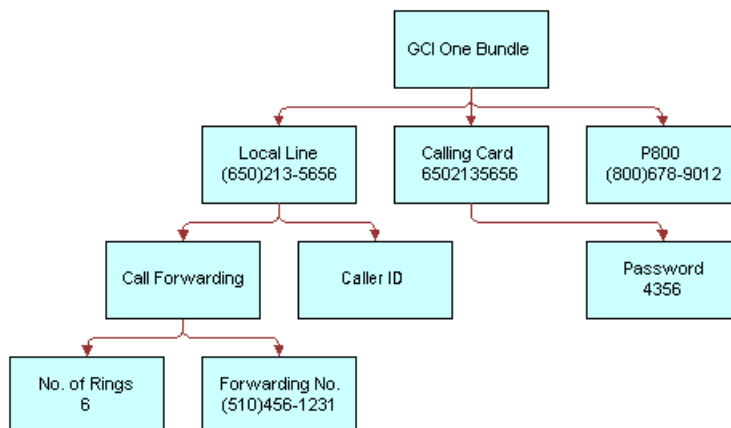 GCI One Bundle
Local Line
(650)213-5656
Calling Card
6502135656
P800
(800)678-9012
Call Forwarding
Caller ID
Password
4356
No. of Rings
6
Forwarding No.
(510)456-1231